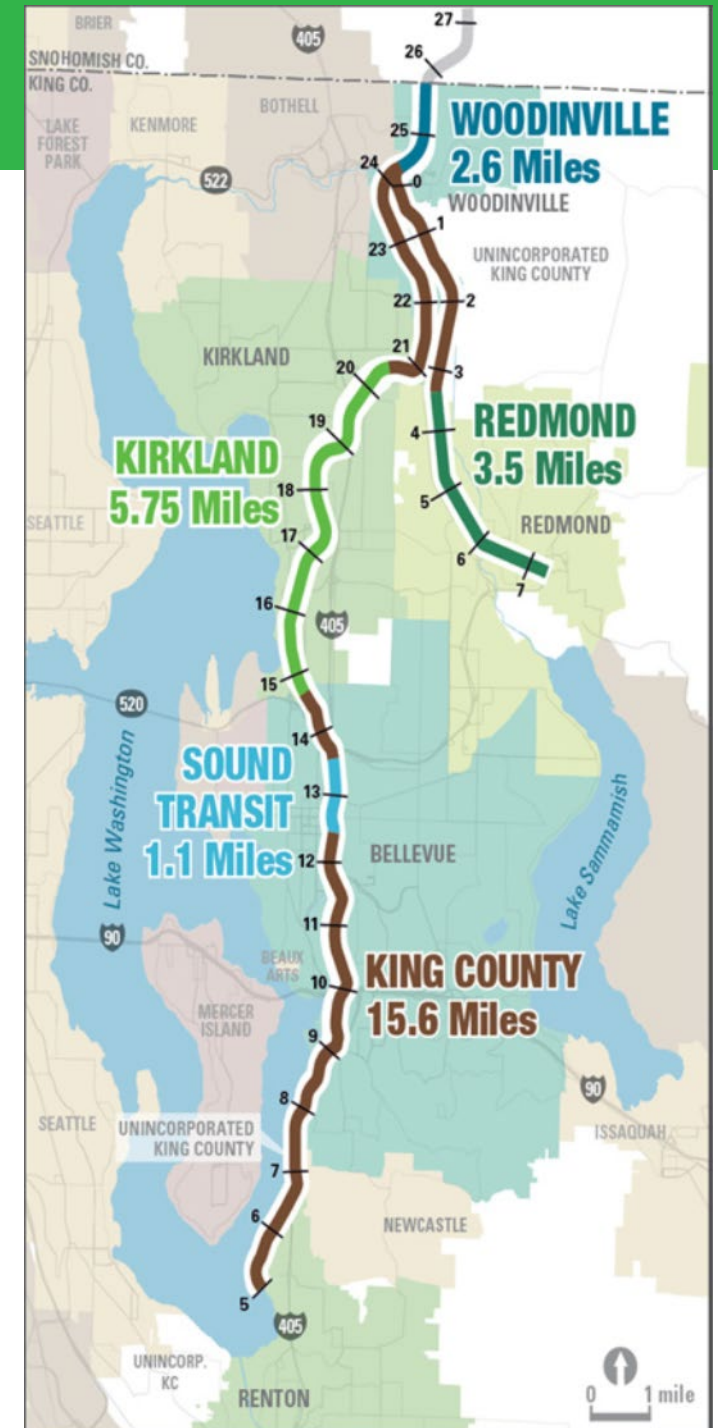 27
BRIER
405
26
SNOHOMISH CO.
KING CO.
BOTHELL
LAKE
FOREST
PARK
KENMORE
25
WOODINVILLE
2.6 Miles
24
0
522
WOODINVILLE
1
23
UNINCORPORATED
KING COUNTY
22
2
21
KIRKLAND
20
3
19
4
REDMOND
3.5 Miles
KIRKLAND
5.75 Miles
18
5
SEATTLE
17
REDMOND
6
7
16
405
15
520
14
SOUND
TRANSIT
1.1 Miles
13
Lake Washington
12
BELLEVUE
Lake Sammamish
11
90
BEAUX
ARTS
10
KING COUNTY
15.6 Miles
MERCER
ISLAND
9
8
90
SEATTLE
UNINCORPORATED
KING COUNTY
ISSAQUAH
7
6
NEWCASTLE
5
405
UNINCORP.
KC
RENTON
0 1 mile